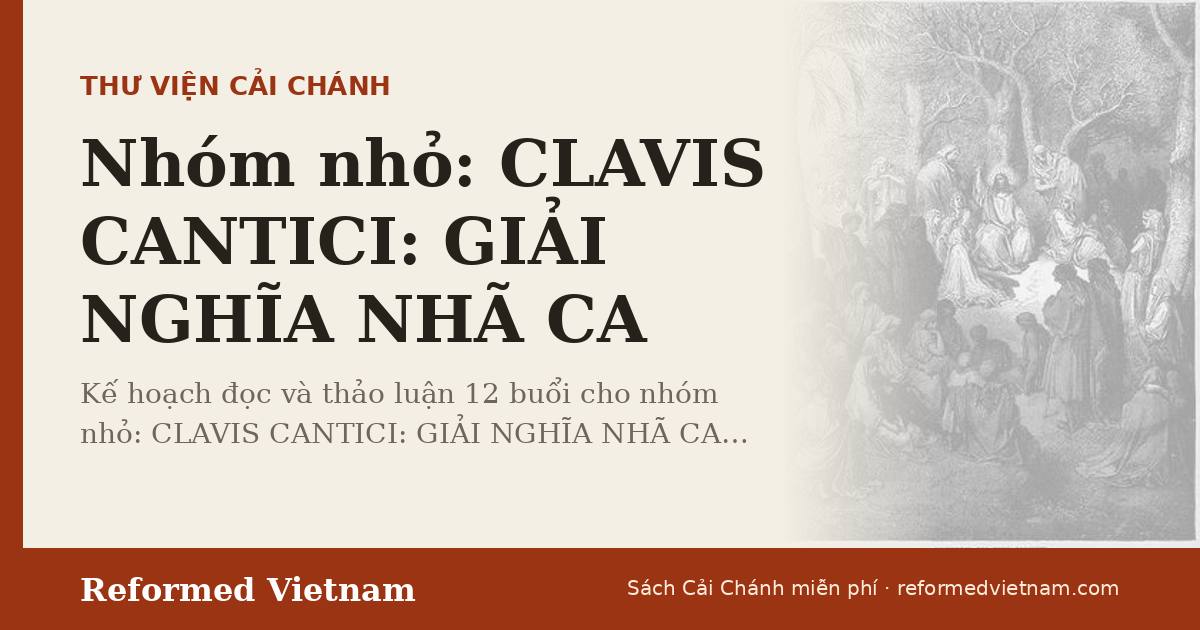 THƯ VIỆN CẢI CHÁNH
Nhóm nhỏ: CLAVIS
CANTICI: GIẢI
NGHĨA NHÃ CA
Kế hoạch đọc và thảo luận 12 buổi cho nhóm
nhỏ: CLAVIS CANTICI: GIẢI NGHĨA NHÃ CA...
Reformed Vietnam
Sách Cải Chánh miễn phí · reformedvietnam.com